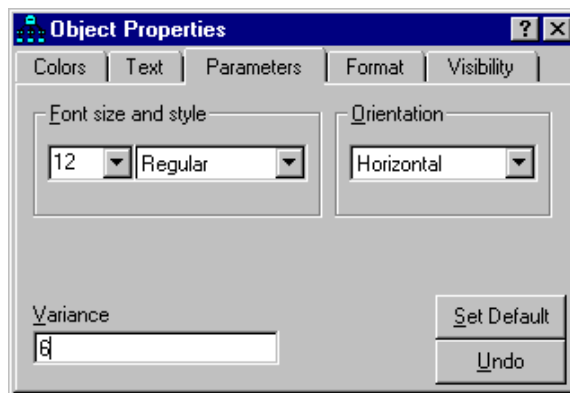 Object Properties
Colors Text Parameters Format Visibility
Font size and style
Orientation
12 Regular
Horizontal
Variance
6
Set Default
Undo